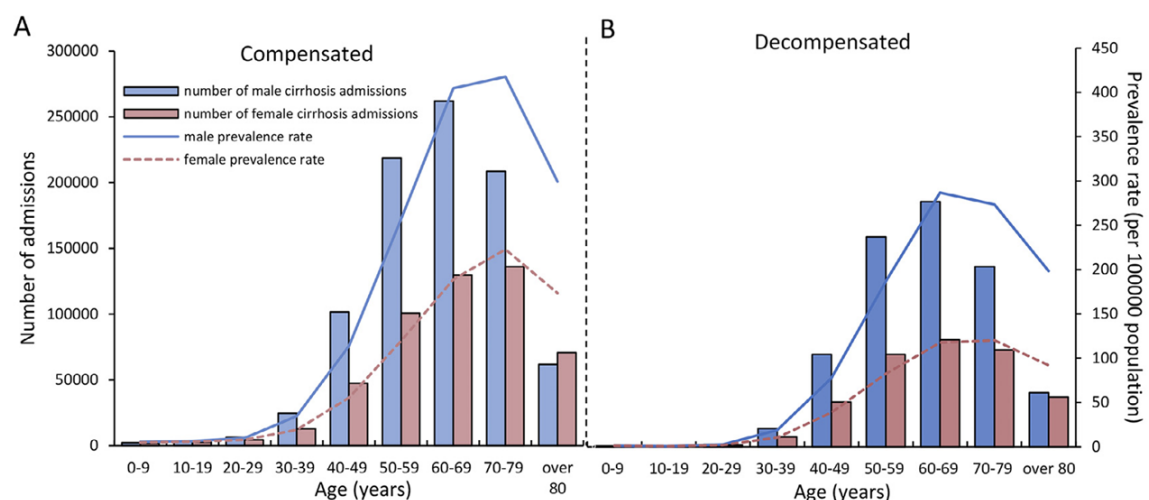 A
B
Compensated
Decompensated
number of male cirrhosis admissions
number of female cirrhosis admissions
male prevalence rate
female prevalence rate
Number of admissions
300000
250000
200000
150000
100000
50000
0
0-9 10-19 20-29 30-39 40-49 50-59 60-69 70-79 over
80
Age (years)
0-9 10-19 20-29 30-39 40-49 50-59 60-69 70-79 over 80
Age (years)
450
400
350
300
250
200
150
100
50
0
Prevalence rate (per 100000 population)